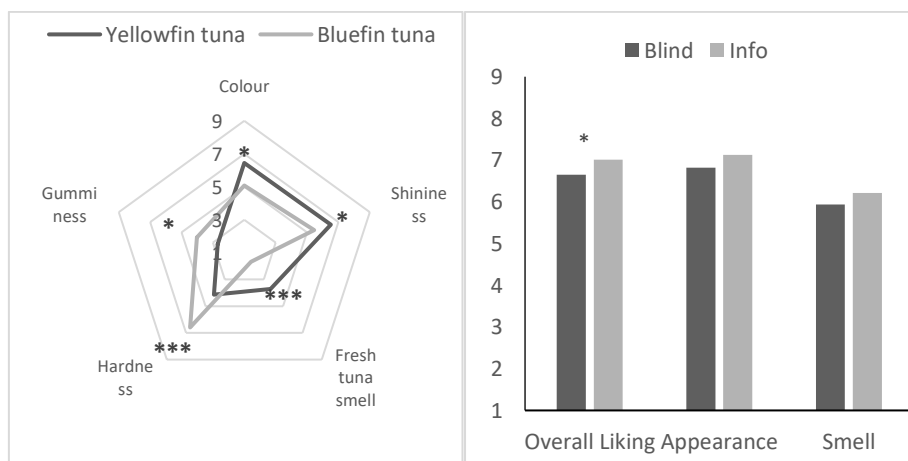 Yellowfin tuna Bluefin tuna
Colour
9
7
5
3
1
*
Shinine
ss
*
Fresh
tuna
smell
***
Hardne
ss
***
Gummi
ness
*
Blind Info
9
8
7
6
5
4
3
2
1
*
Overall Liking Appearance Smell